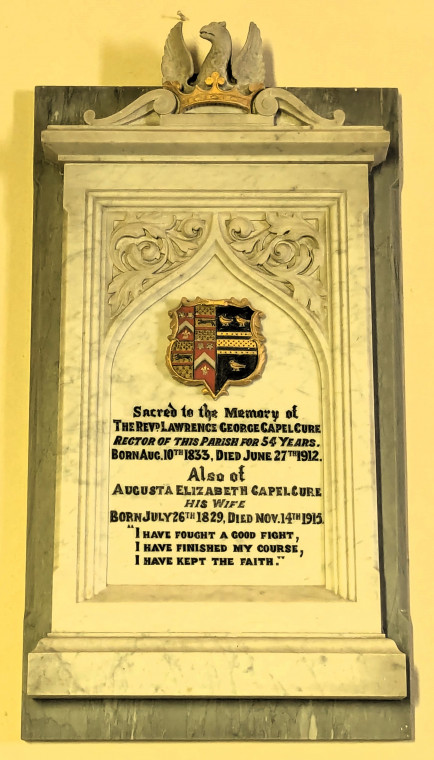 Sacred to the Memory of
THE REVD LAWRENCE GEORGE CAPEL CURE
RECTOR OF THIS PARISH FOR 54 YEARS.
BORN AUG. 10TH 1833, DIED JUNE 27TH 1912.
Also of
AUGUSTA ELIZABETH CAPEL CURE
HIS WIFE
BORN JULY 26TH 1829, DIED NOV. 14TH 1915.
"I HAVE FOUGHT A GOOD FIGHT,
I HAVE FINISHED MY COURSE,
I HAVE KEPT THE FAITH."